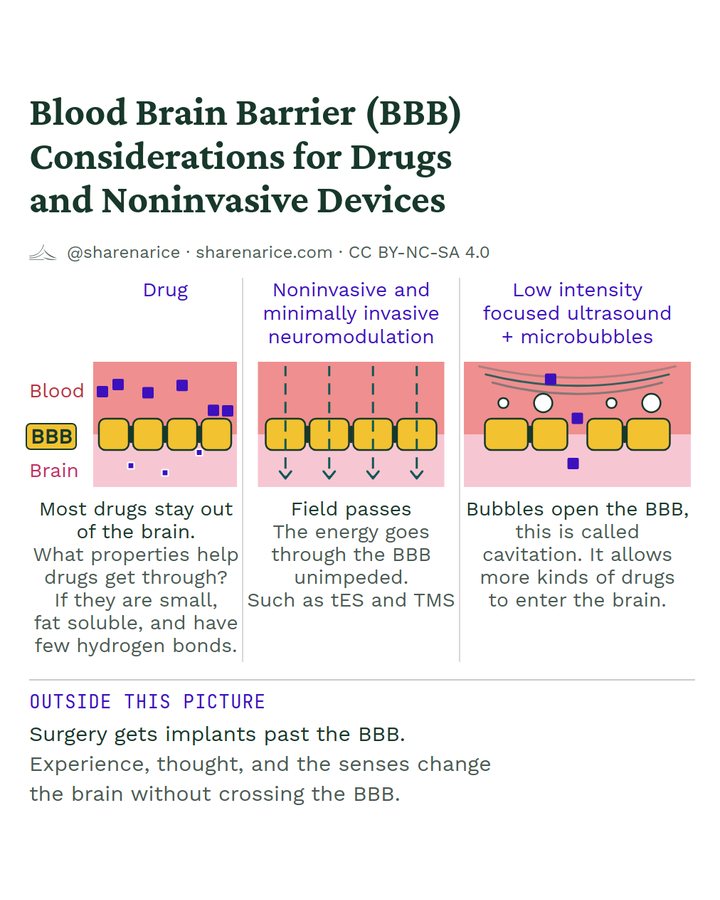 Blood Brain Barrier (BBB)
Considerations for Drugs
and Noninvasive Devices
@sharenarice · sharenarice.com · CC BY-NC-SA 4.0
Drug
Noninvasive and
minimally invasive
neuromodulation
Low intensity
focused ultrasound
+ microbubbles
Blood
BBB
Brain
Most drugs stay out
of the brain.
What properties help
drugs get through?
If they are small,
fat soluble, and have
few hydrogen bonds.
Field passes
The energy goes
through the BBB
unimpeded.
Such as tES and TMS
Bubbles open the BBB,
this is called
cavitation. It allows
more kinds of drugs
to enter the brain.
OUTSIDE THIS PICTURE
Surgery gets implants past the BBB.
Experience, thought, and the senses change
the brain without crossing the BBB.